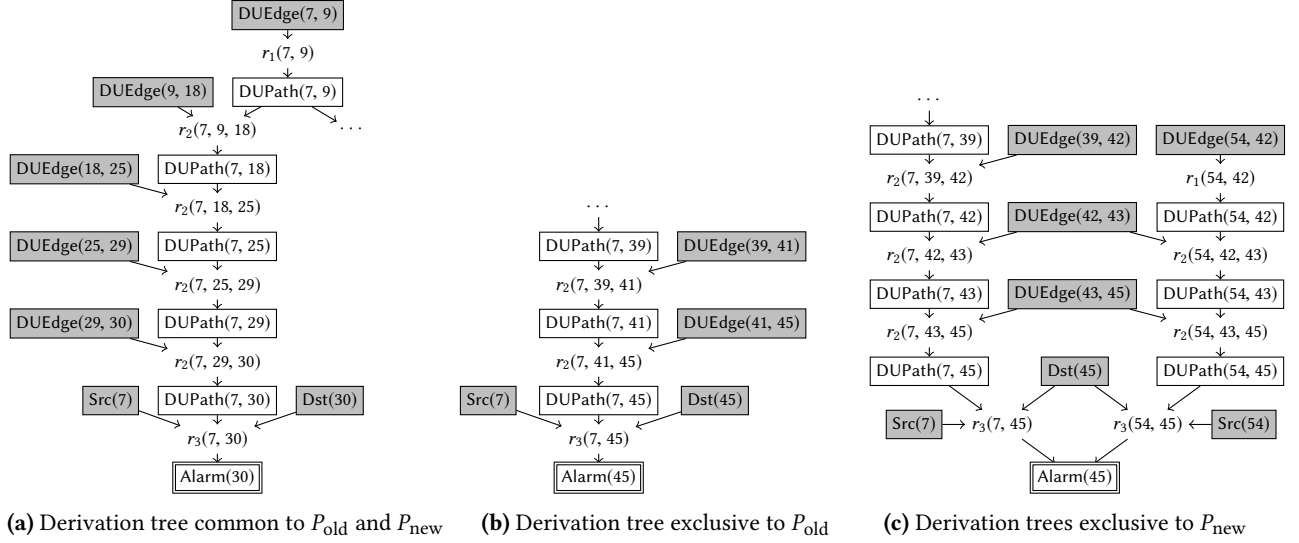 DUEdge(7, 9)
r1(7, 9)
DUEdge(9, 18)
DUPath(7, 9)
r2(7, 9, 18)
· · ·
DUEdge(18, 25)
DUPath(7, 18)
r2(7, 18, 25)
DUEdge(25, 29)
DUPath(7, 25)
r2(7, 25, 29)
DUEdge(29, 30)
DUPath(7, 29)
r2(7, 29, 30)
Src(7)
DUPath(7, 30)
Dst(30)
r3(7, 30)
Alarm(30)
(a) Derivation tree common to Pold and Pnew
· · ·
DUPath(7, 39)
DUEdge(39, 41)
r2(7, 39, 41)
DUPath(7, 41)
DUEdge(41, 45)
r2(7, 41, 45)
Src(7)
DUPath(7, 45)
Dst(45)
r3(7, 45)
Alarm(45)
(b) Derivation tree exclusive to Pold
· · ·
DUPath(7, 39)
DUEdge(39, 42)
DUEdge(54, 42)
r2(7, 39, 42)
r1(54, 42)
DUPath(7, 42)
DUEdge(42, 43)
DUPath(54, 42)
r2(7, 42, 43)
r2(54, 42, 43)
DUPath(7, 43)
DUEdge(43, 45)
DUPath(54, 43)
r2(7, 43, 45)
r2(54, 43, 45)
DUPath(7, 45)
Dst(45)
DUPath(54, 45)
Src(7)
r3(7, 45)
r3(54, 45)
Src(54)
Alarm(45)
(c) Derivation trees exclusive to Pnew